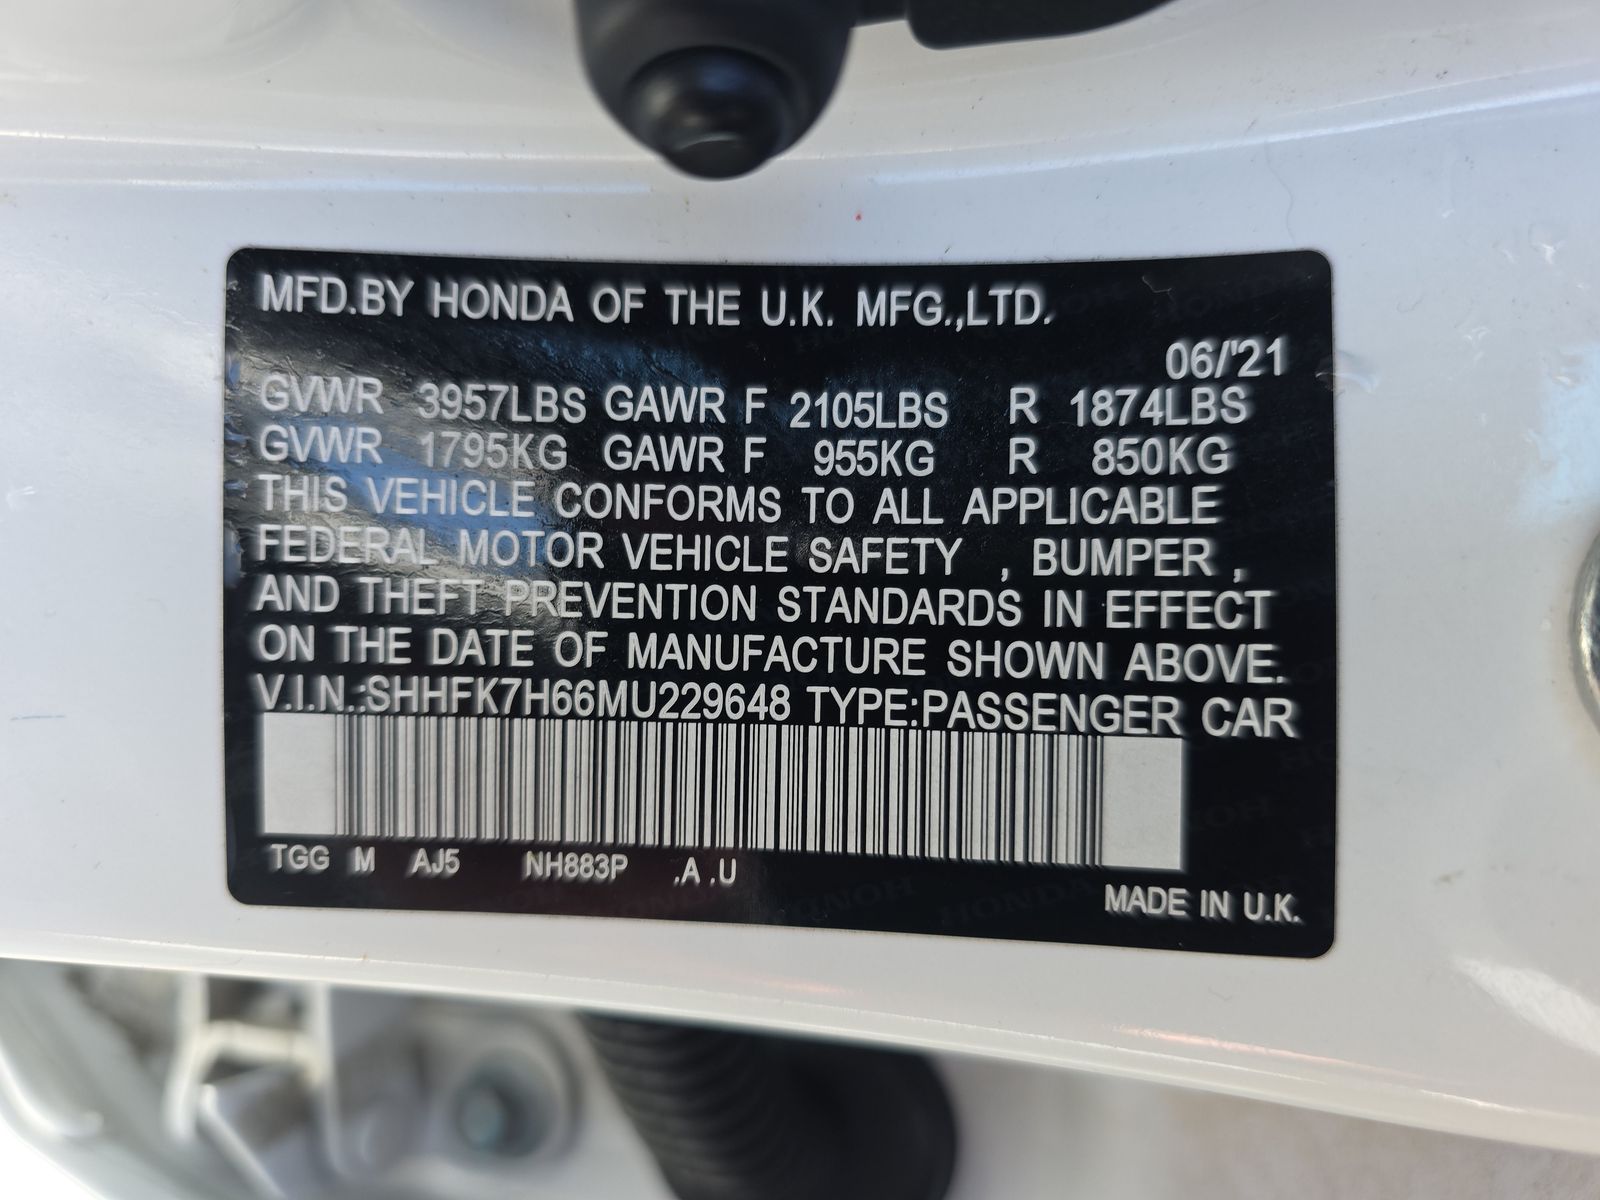 MFD.BY HONDA OF THE U.K. MFG.,LTD.
06/'21
GVWR 3957LBS GAWR F 2105LBS R 1874LBS
GVWR 1795KG GAWR F 955KG R 850KG
THIS VEHICLE CONFORMS TO ALL APPLICABLE
FEDERAL MOTOR VEHICLE SAFETY , BUMPER ,
AND THEFT PREVENTION STANDARDS IN EFFECT
ON THE DATE OF MANUFACTURE SHOWN ABOVE.
V.I.N.:SHHFK7H66MU229648 TYPE:PASSENGER CAR
TGG M AJ5 NH883P .A .U
MADE IN U.K.